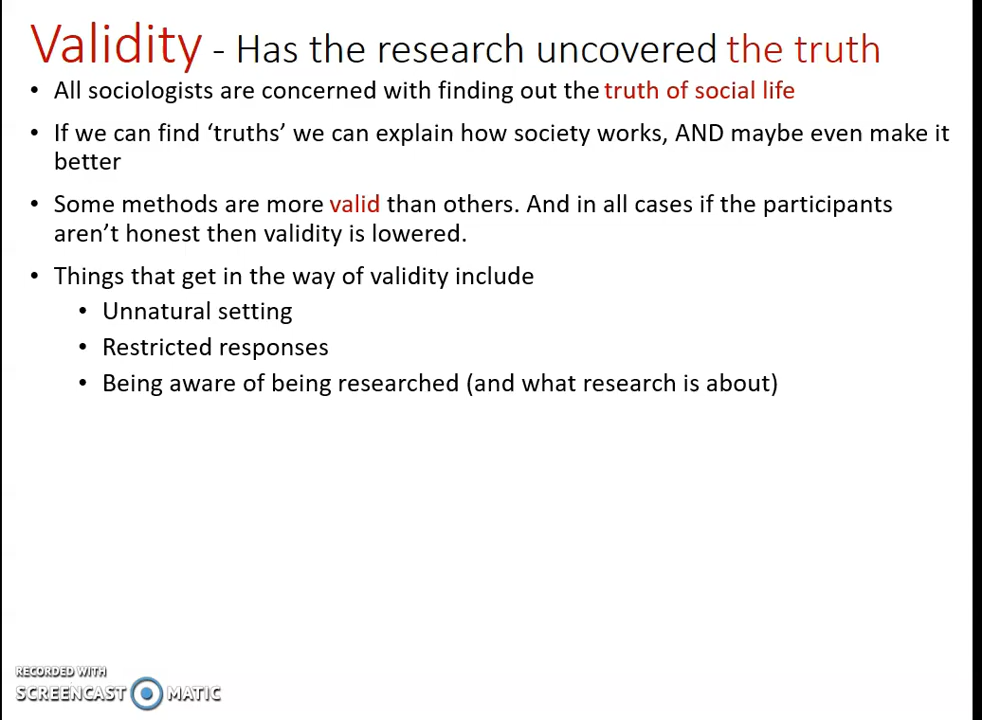 Validity - Has the research uncovered the truth
• All sociologists are concerned with finding out the truth of social life
• If we can find ‘truths’ we can explain how society works, AND maybe even make it
better
• Some methods are more valid than others. And in all cases if the participants
aren’t honest then validity is lowered.
• Things that get in the way of validity include
• Unnatural setting
• Restricted responses
• Being aware of being researched (and what research is about)
RECORDED WITH
SCREENCAST MATIC